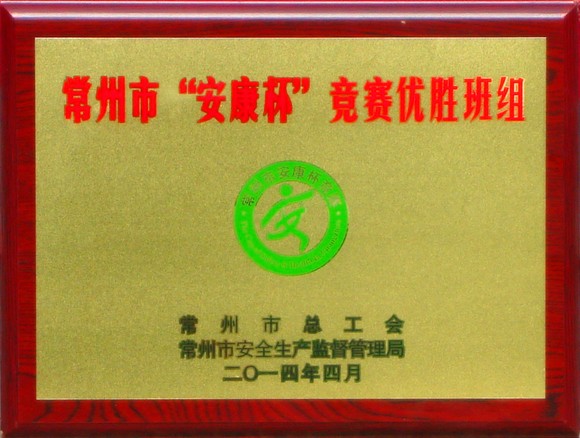 常州市“安康杯”竞赛优胜班组
安
常州市总工会
常州市安全生产监督管理局
二〇一四年四月